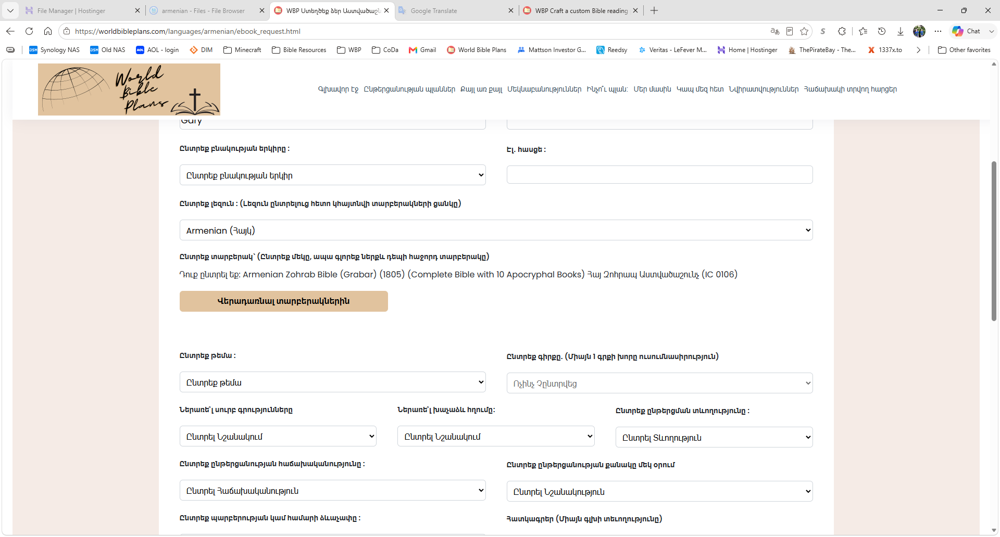 File Manager | Hostinger
armenian - Files - File Browser
WBP Ստեղծեք ձեր Աստվածաշն
Google Translate
WBP Craft a custom Bible reading
https://worldbibleplans.com/languages/armenian/ebook_request.html
Chat
Synology NAS
Old NAS
AOL - login
DIM
Minecraft
Bible Resources
WBP
CoDa
Gmail
World Bible Plans
Mattson Investor G...
Reedsy
Veritas - LeFever M...
Home | Hostinger
ThePirateBay - The...
1337x.to
Other favorites
World
Bible
Plans
Գլխավոր էջ Ընթերցանության պլաններ Քայլ առ քայլ Մեկնաբանություններ Ինչո՞ւ պլան: Մեր մասին Կապ մեզ հետ Նվիրատվություններ Հաճախակի տրվող հարցեր
Gary
Ընտրեք բնակության երկիրը :
Էլ. հասցե :
Ընտրեք բնակության երկիր
Ընտրեք լեզուն : (Լեզուն ընտրելուց հետո կհայտնվի տարբերակների ցանկը)
Armenian (Հայկ)
Ընտրեք տարբերակ՝ (Ընտրեք մեկը, ապա գլորեք ներքև դեպի հաջորդ տարբերակը)
Դուք ընտրել եք: Armenian Zohrab Bible (Grabar) (1805) (Complete Bible with 10 Apocryphal Books) Հայ Զոհրապ Աստվածաշունչ (IC 0106)
Վերադառնալ տարբերակներին
Ընտրեք թեմա :
Ընտրեք գիրքը. (Միայն 1 գրքի խորը ուսումնասիրություն)
Ընտրեք թեմա
Ոչինչ Չընտրվեց
Ներառե՞լ սուրբ գրությունները
Ներառե՞լ խաչաձև հղումը:
Ընտրեք ընթերցման տևողությունը :
Ընտրել Նշանակում
Ընտրել Նշանակում
Ընտրել Տևողություն
Ընտրեք ընթերցանության հաճախականությունը :
Ընտրեք ընթերցանության քանակը մեկ օրում
Ընտրել Հաճախականություն
Ընտրել Նշանակություն
Ընտրեք պարբերության կամ համարի ձևաչափը :
Հատկագրեր (Միայն գլխի տեւողությունը)